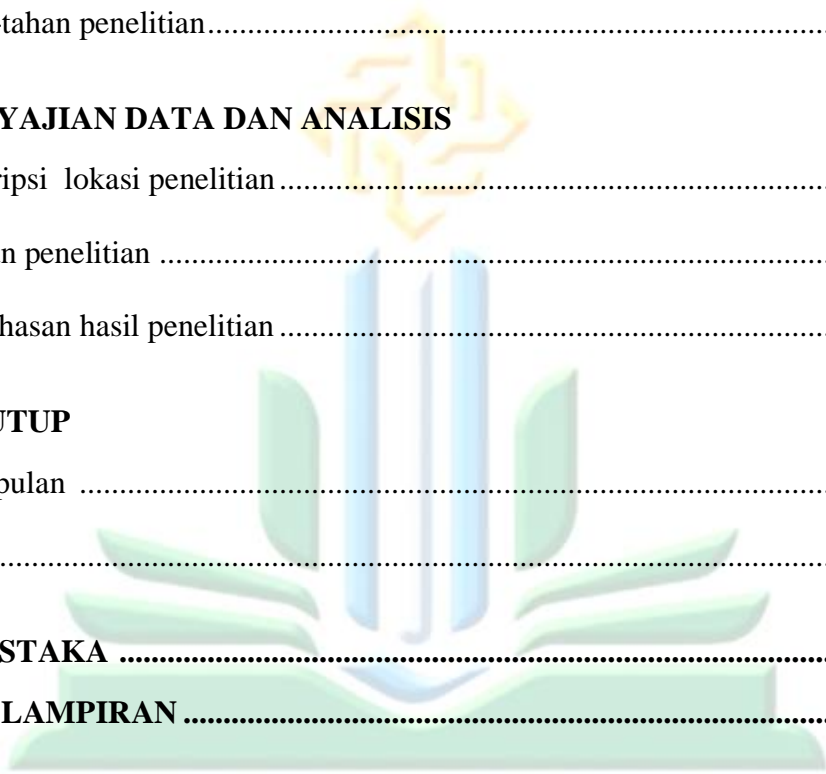 -tahan penelitian....................................................................................
YAJIAN DATA DAN ANALISIS
ripsi lokasi penelitian..........................................................................
n penelitian ..........................................................................................
hasan hasil penelitian..........................................................................
UTUP
pulan ....................................................................................................
...............................................................................................................
STAKA ...............................................................................................
LAMPIRAN.......................................................................................